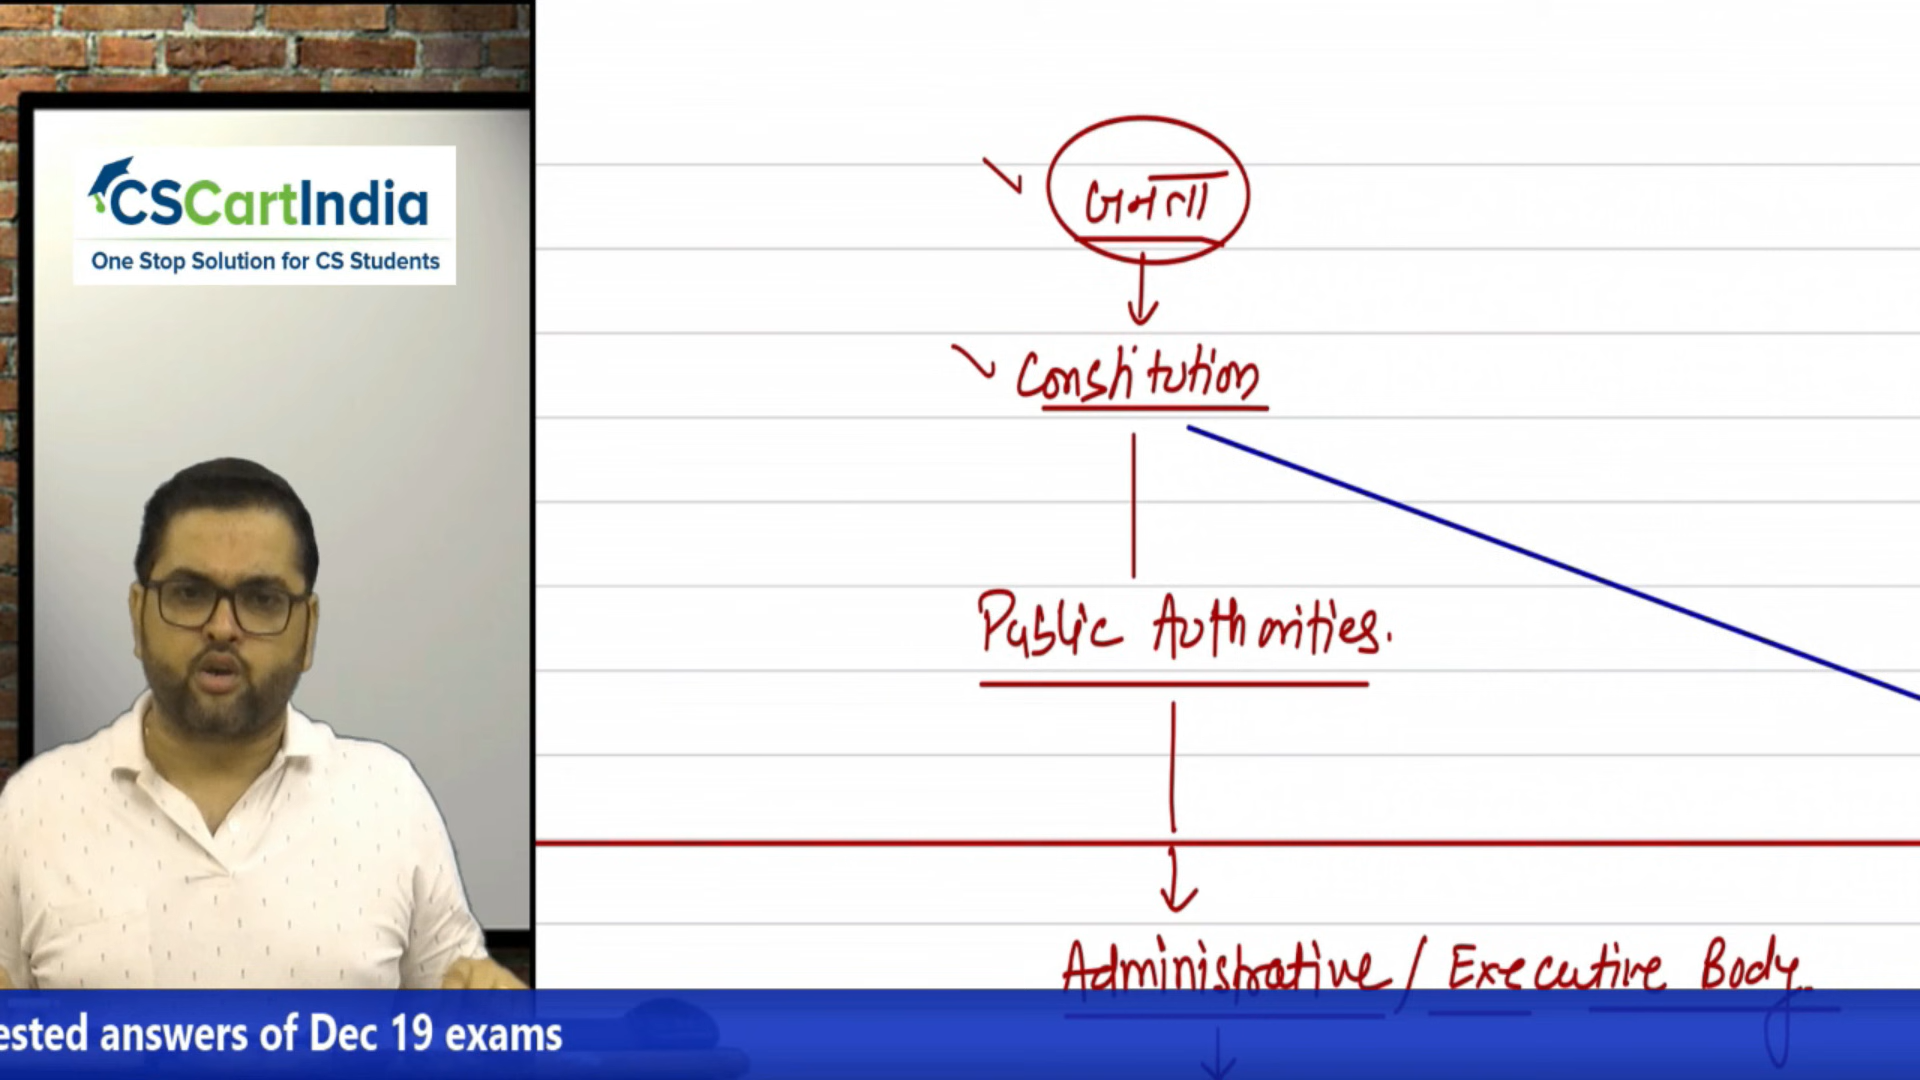 CSCartIndia
One Stop Solution for CS Students
जनता
Constitution
Public Authorities.
Administrative / Executive Body.
ested answers of Dec 19 exams